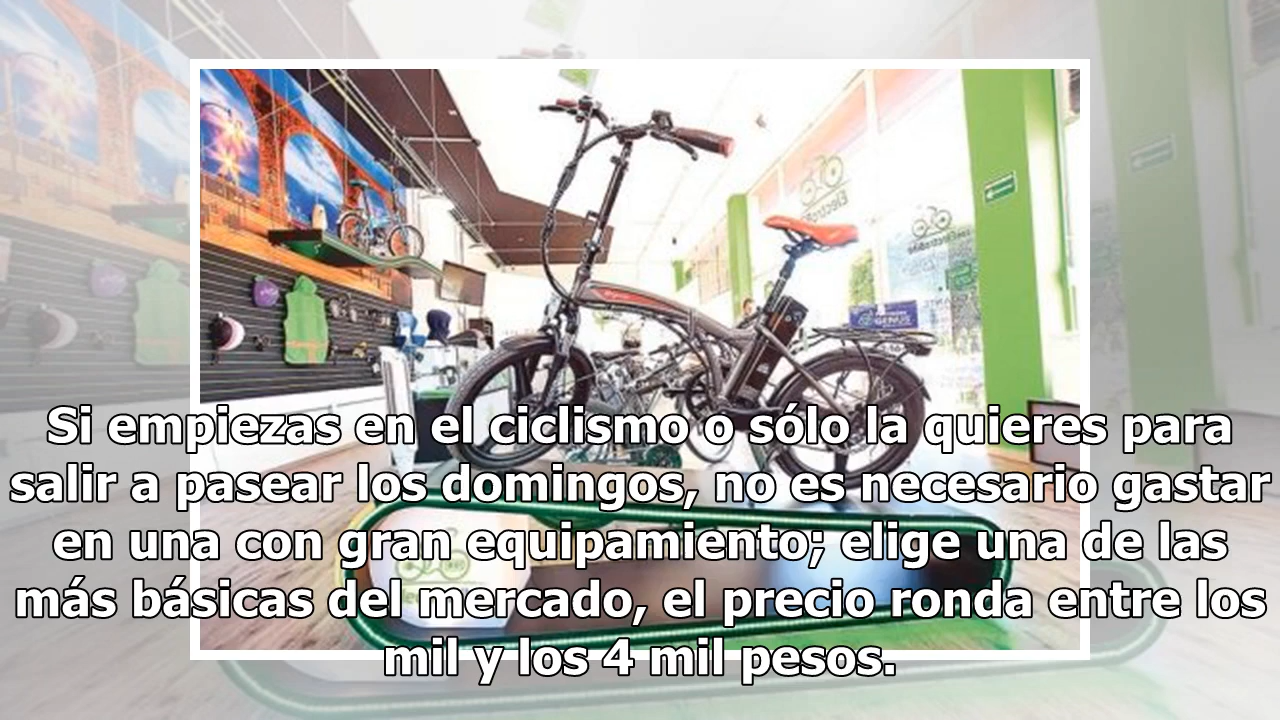 Si empiezas en el ciclismo o sólo la quieres para
salir a pasear los domingos, no es necesario gastar
en una con gran equipamiento; elige una de las
más básicas del mercado, el precio ronda entre los
mil y los 4 mil pesos.